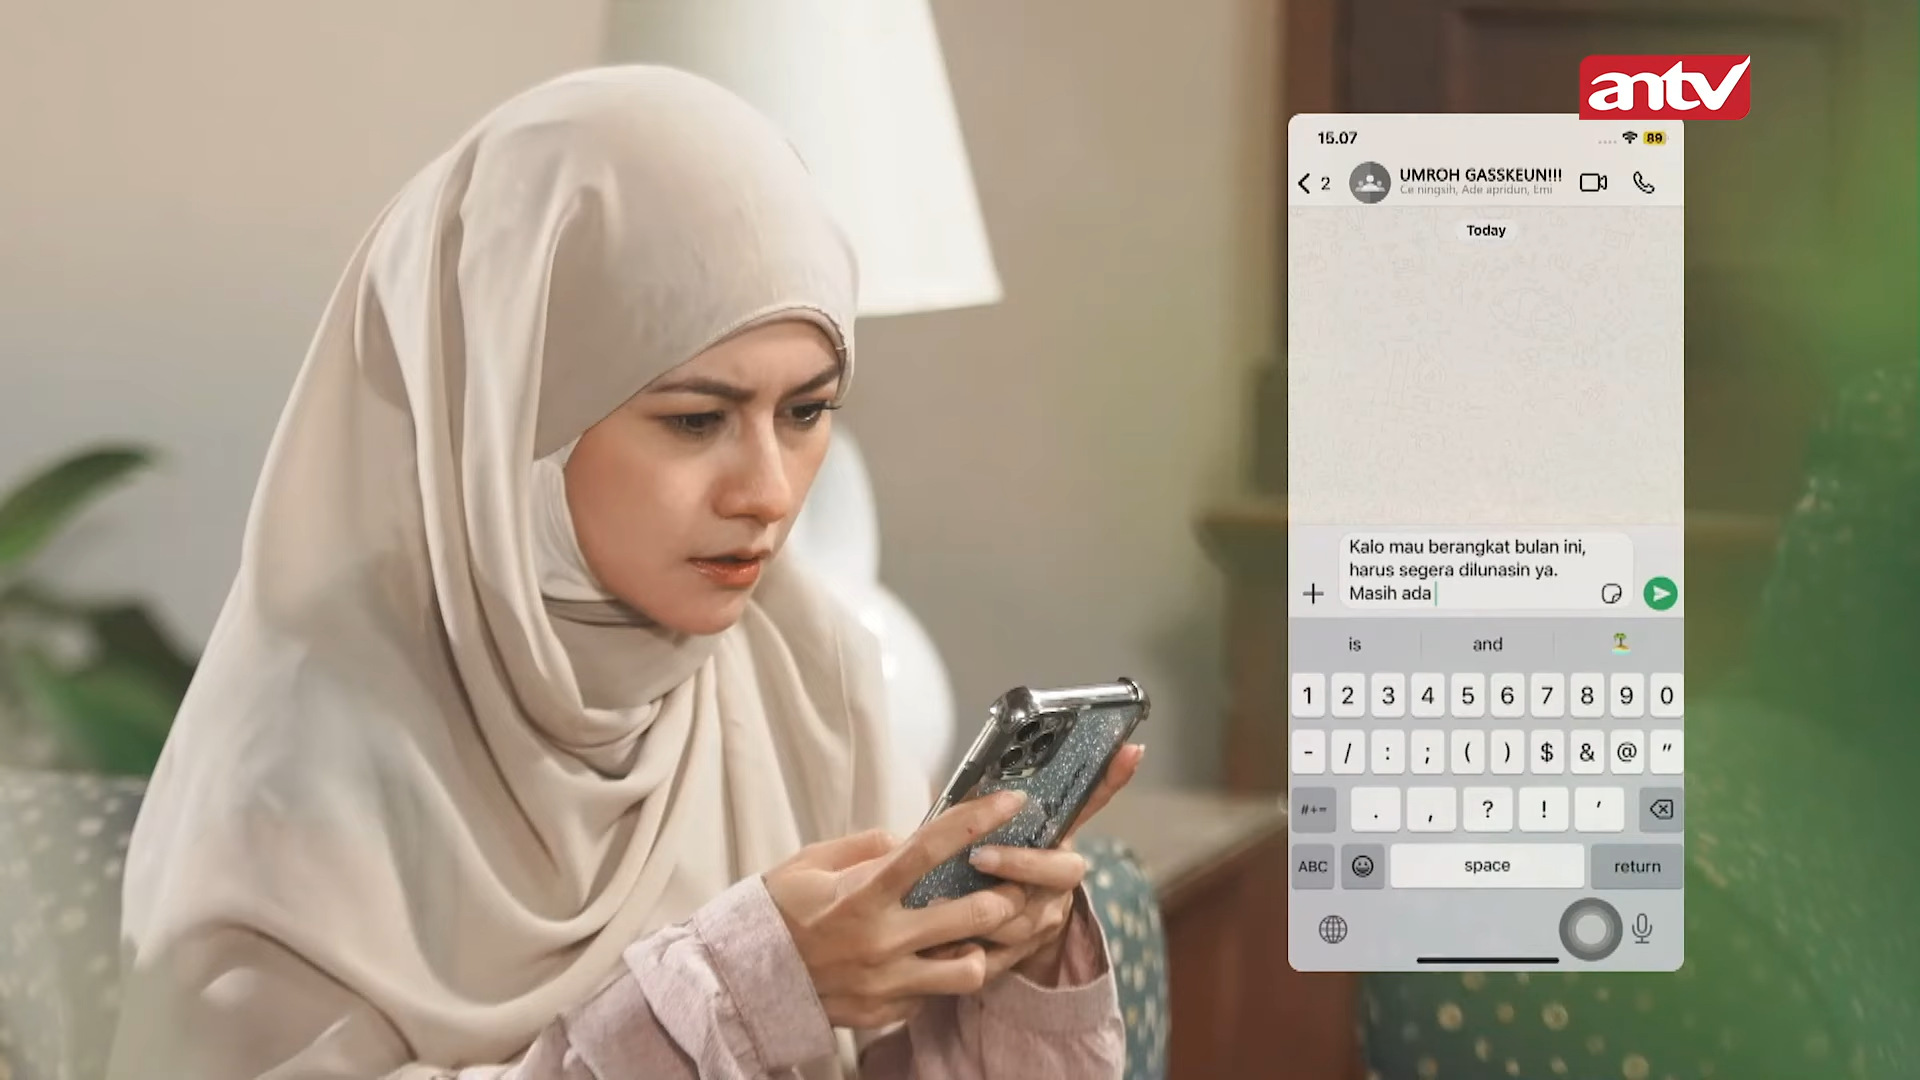 antv
15.07
89
2
UMROH GASSKEUN!!!
Ce ningsih, Ade apridun, Emi
Today
Kalo mau berangkat bulan ini,
harus segera dilunasin ya.
Masih ada
is and
1 2 3 4 5 6 7 8 9 0
- / : ; ( ) $ & @ "
#+= . , ? ! '
ABC space return